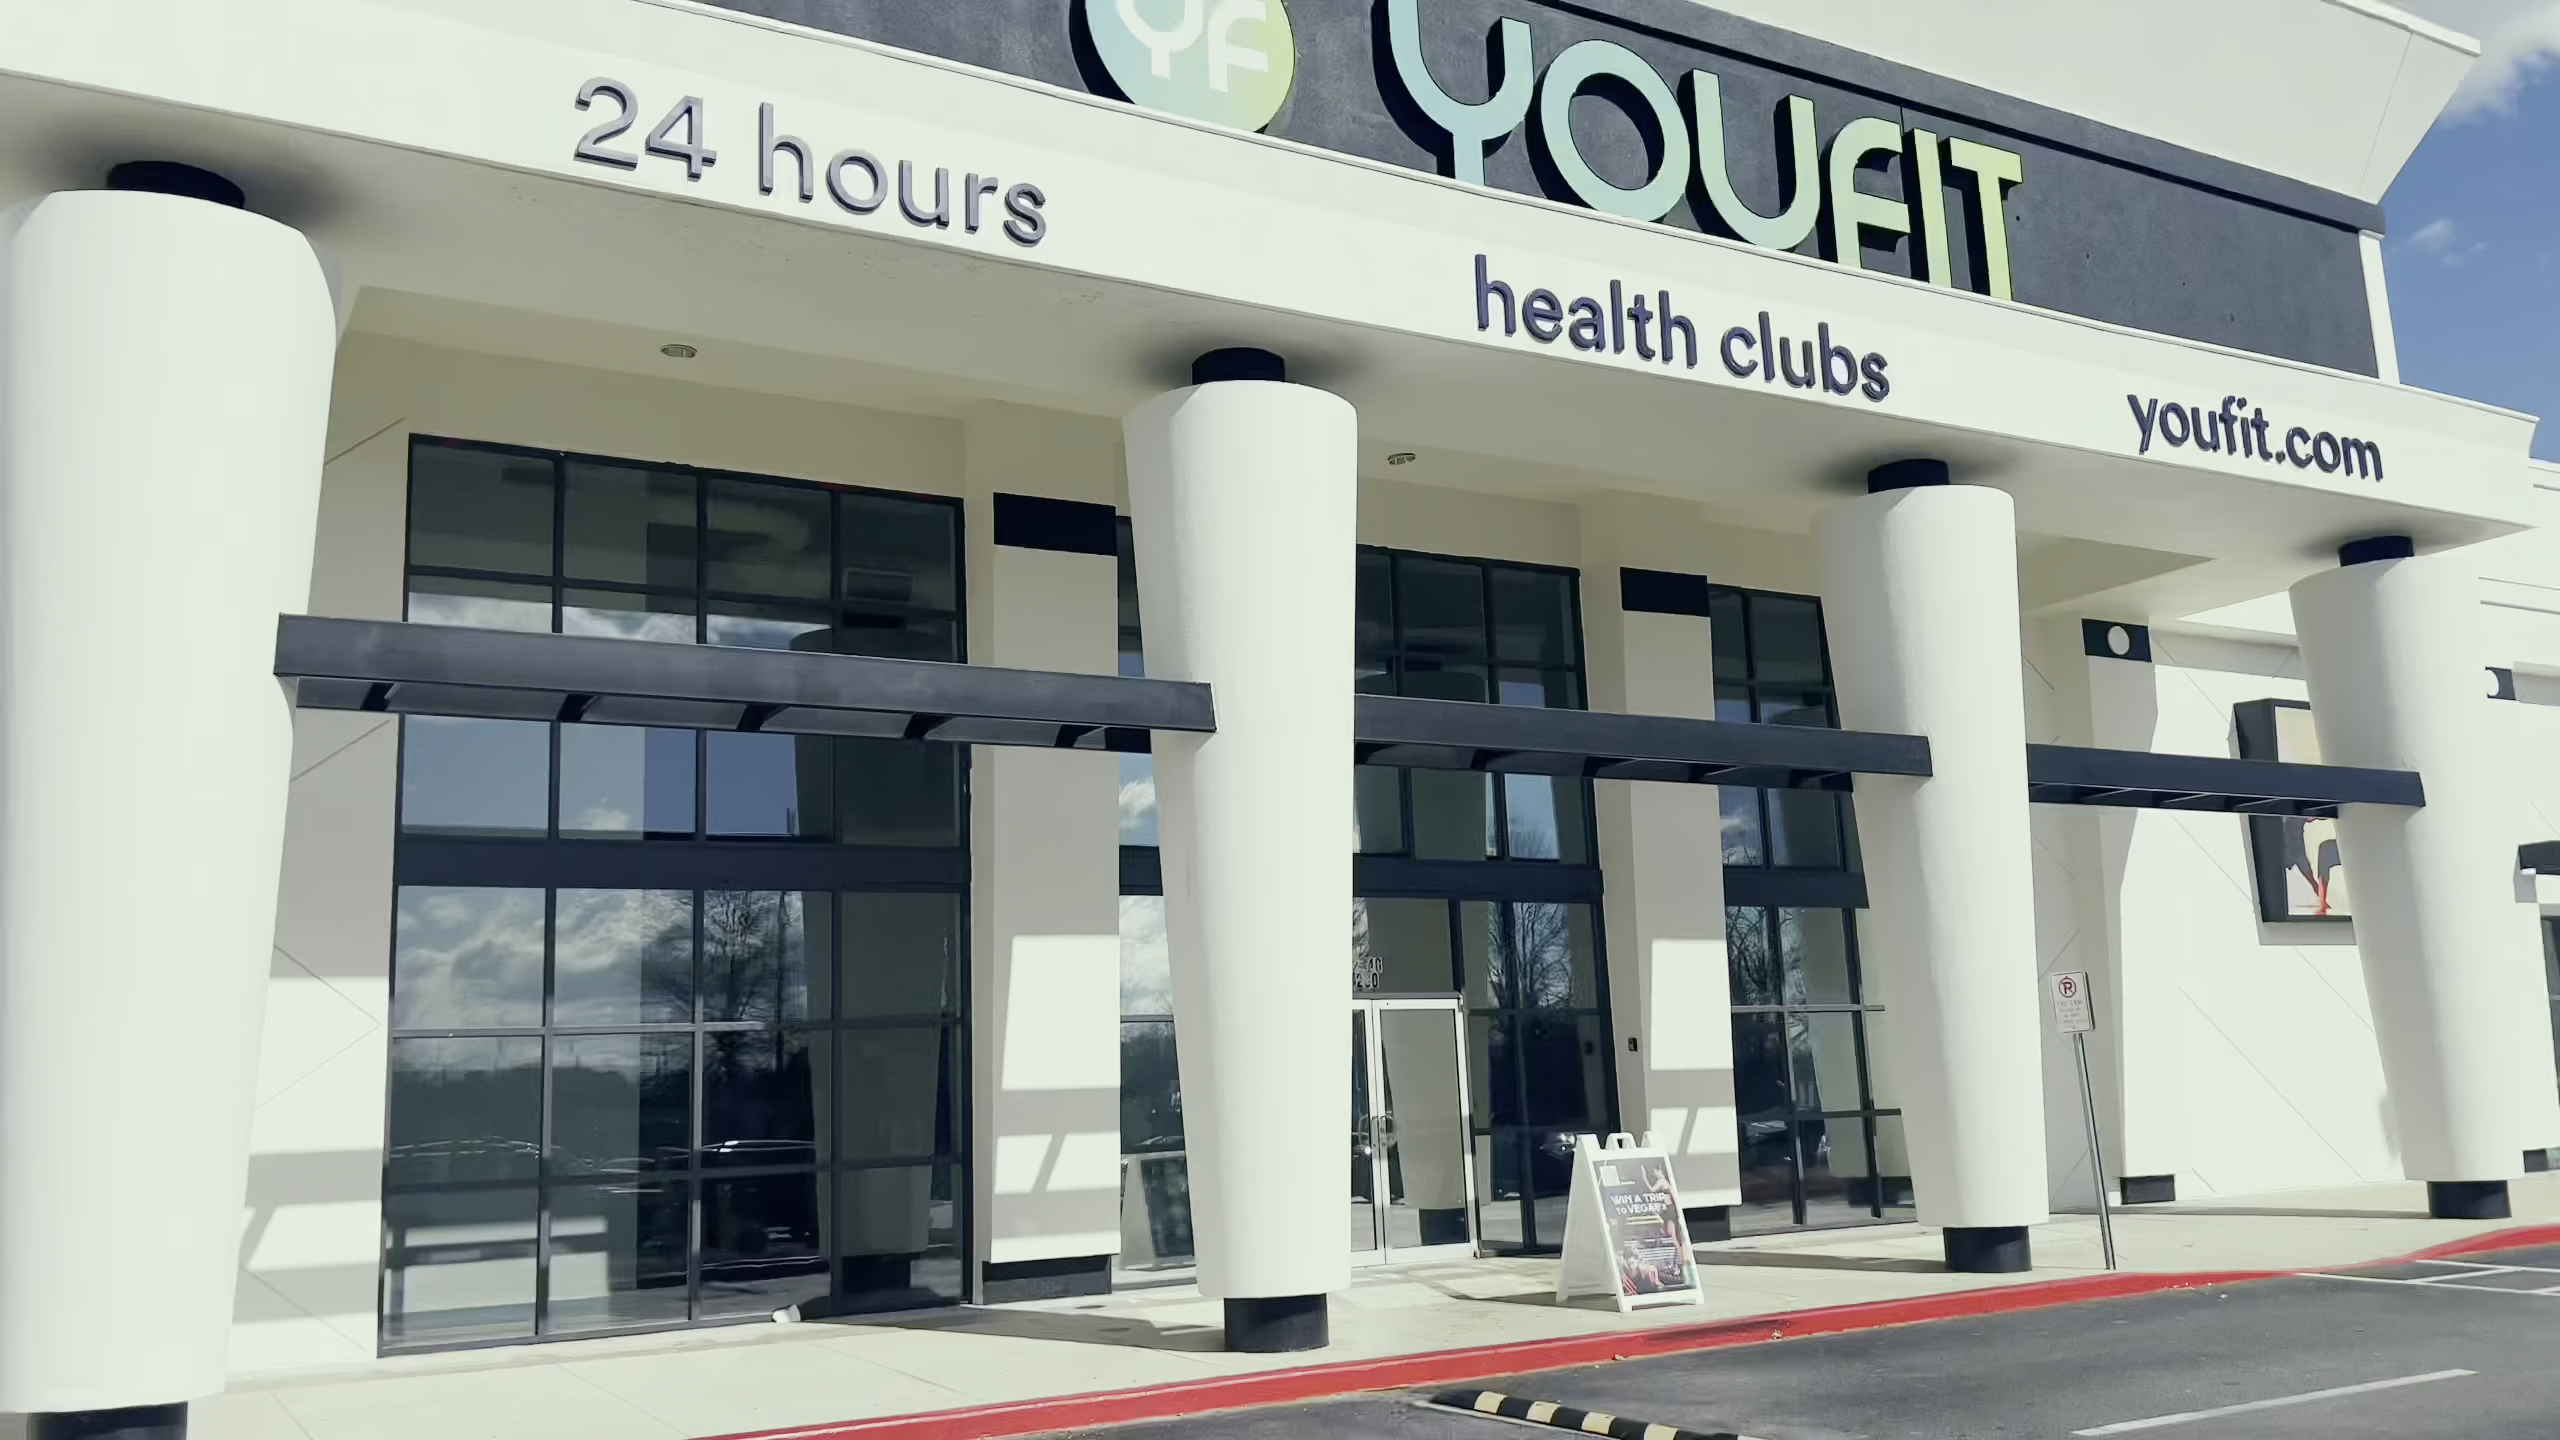 YF
YOUFIT
24 hours
health clubs
youfit.com
WIN A TRIP
TO VEGAS